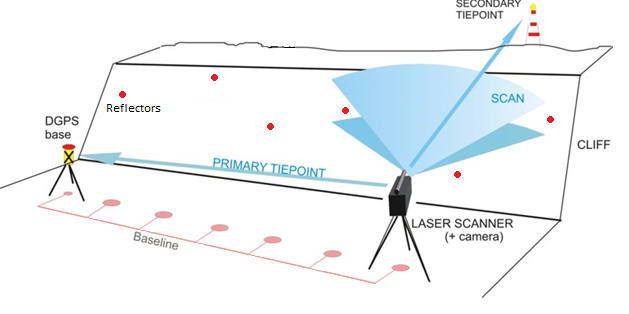 SECONDARY
TIEPOINT
SCAN
Reflectors
DGPS
base
CLIFF
PRIMARY TIEPOINT
LASER SCANNER
(+ camera)
Baseline